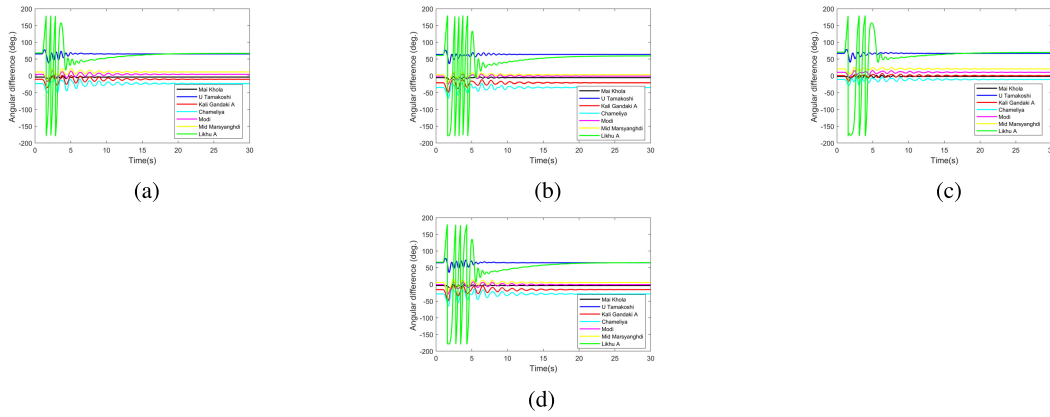 200
150
100
50
0
-50
-100
-150
-200
Angular difference (deg.)
Mai Khola
U Tamakoshi
Kali Gandaki A
Chameliya
Modi
Mid Marsyanghdi
Likhu A
0 5 10 15 20 25 30
Time(s)
(a)
200
150
100
50
0
-50
-100
-150
-200
Angular difference (deg.)
Mai Khola
U Tamakoshi
Kali Gandaki A
Chameliya
Modi
Mid Marsyanghdi
Likhu A
0 5 10 15 20 25 30
Time(s)
(b)
200
150
100
50
0
-50
-100
-150
-200
Angular difference (deg.)
Mai Khola
U Tamakoshi
Kali Gandaki A
Chameliya
Modi
Mid Marsyanghdi
Likhu A
0 5 10 15 20 25 30
Time(s)
(c)
200
150
100
50
0
-50
-100
-150
-200
Angular difference (deg.)
Mai Khola
U Tamakoshi
Kali Gandaki A
Chameliya
Modi
Mid Marsyanghdi
Likhu A
0 5 10 15 20 25 30
Time(s)
(d)